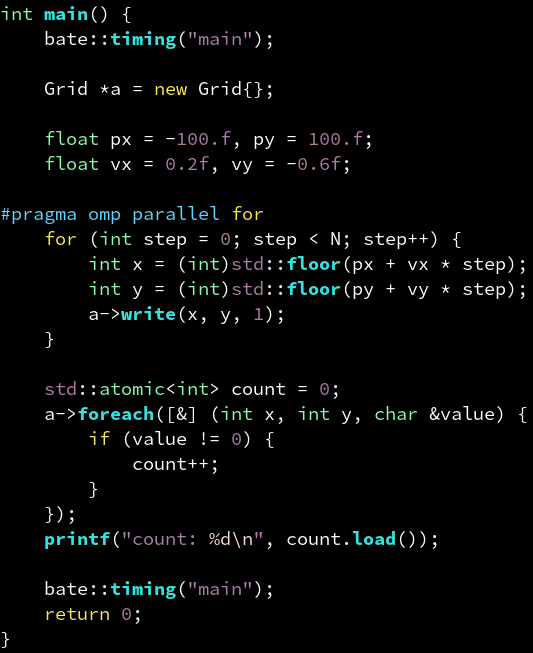 int main() {
    bate::timing("main");

    Grid *a = new Grid{};

    float px = -100.f, py = 100.f;
    float vx = 0.2f, vy = -0.6f;

#pragma omp parallel for
    for (int step = 0; step < N; step++) {
        int x = (int)std::floor(px + vx * step);
        int y = (int)std::floor(py + vy * step);
        a->write(x, y, 1);
    }

    std::atomic<int> count = 0;
    a->foreach([&] (int x, int y, char &value) {
        if (value != 0) {
            count++;
        }
    });
    printf("count: %d\n", count.load());

    bate::timing("main");
    return 0;
}